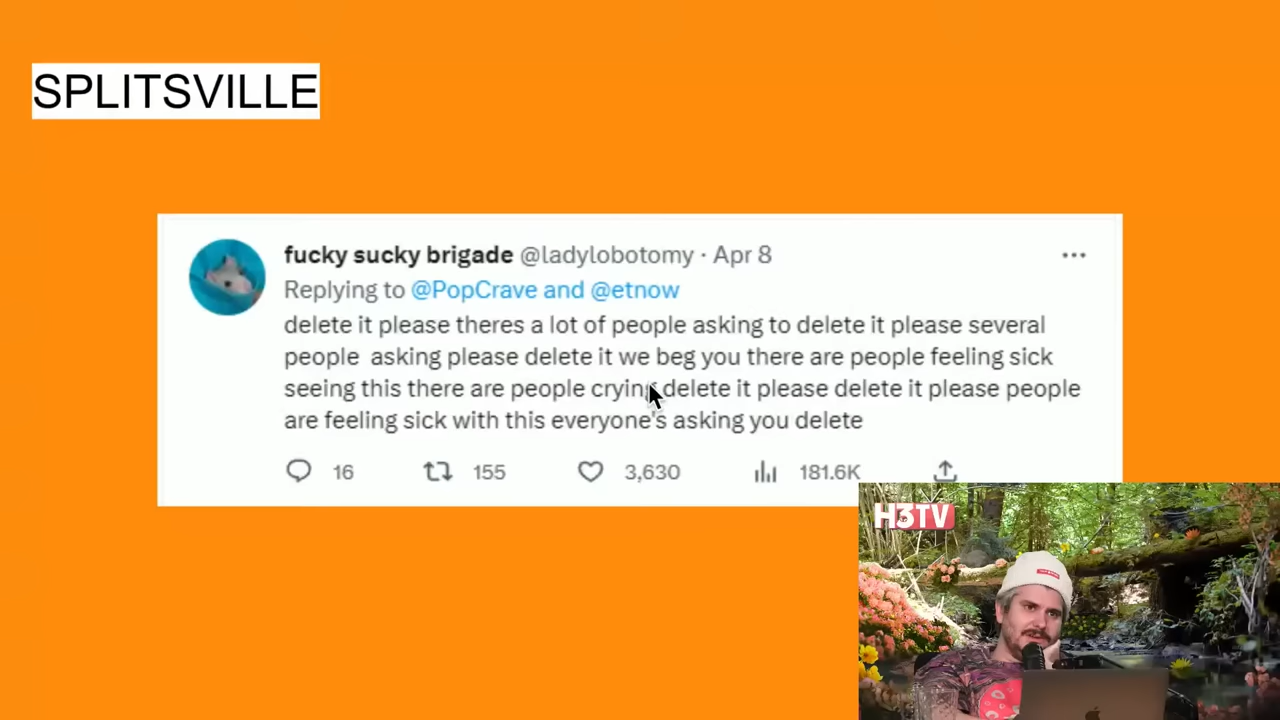 SPLITSVILLE
fucky sucky brigade @ladylobotomy · Apr 8
Replying to @PopCrave and @etnow
delete it please theres a lot of people asking to delete it please several
people  asking please delete it we beg you there are people feeling sick
seeing this there are people crying delete it please delete it please people
are feeling sick with this everyone's asking you delete
16 155 3,630 181.6K
H3TV